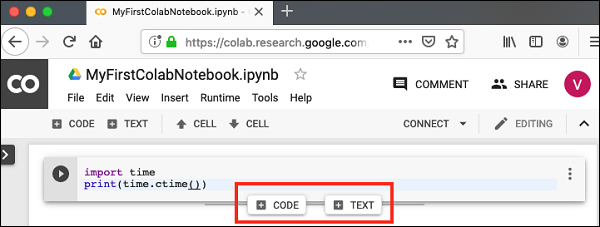 MyFirstColabNotebook.ipynb
https://colab.research.google.com
CO MyFirstColabNotebook.ipynb COMMENT SHARE V
File Edit View Insert Runtime Tools Help
CODE TEXT CELL CELL CONNECT EDITING
import time
print(time.ctime())
CODE TEXT